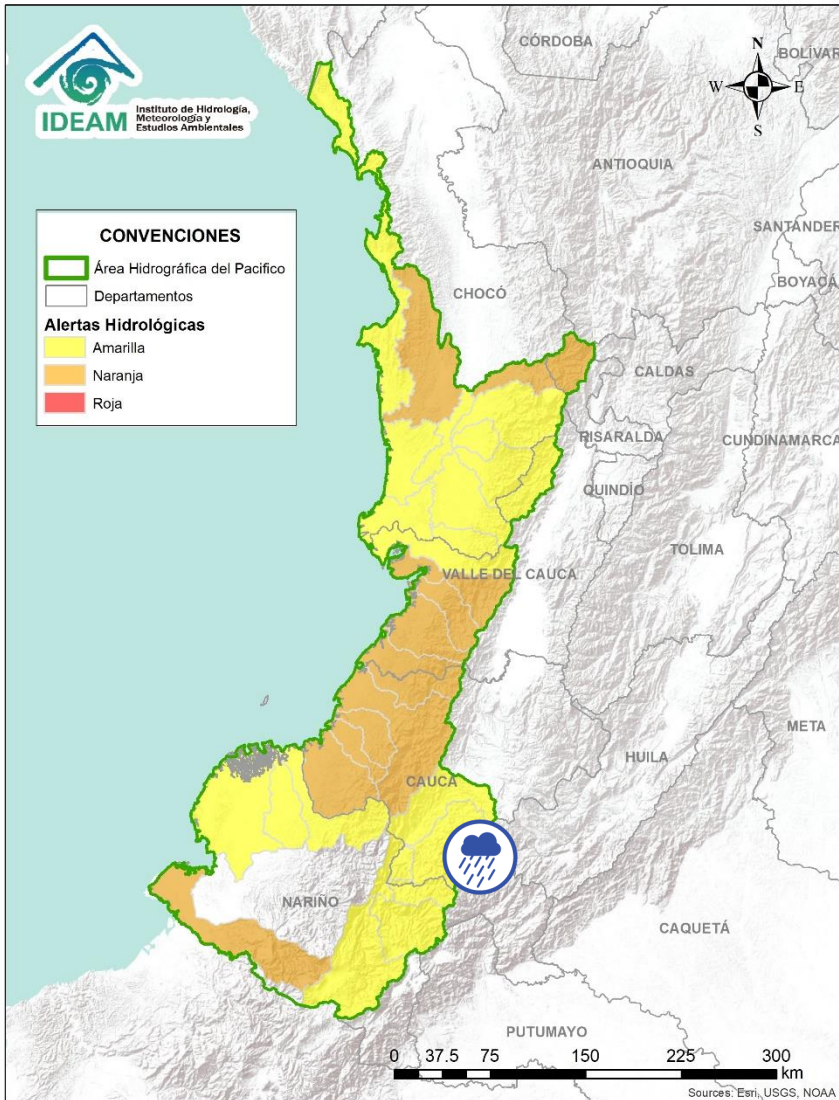 IDEAM
Instituto de Hidrología,
Meteorología y
Estudios Ambientales
CONVENCIONES
Área Hidrográfica del Pacifico
Departamentos
Alertas Hidrológicas
Amarilla
Naranja
Roja
N
W
E
S
CÓRDOBA
BOLÍVAR
ANTIOQUIA
SANTANDER
BOYACÁ
CHOCÓ
CALDAS
RISARALDA
CUNDINAMARCA
QUINDÍO
TOLIMA
VALLE DEL CAUCA
META
HUILA
CAUCA
NARIÑO
CAQUETÁ
PUTUMAYO
0 37.5 75 150 225 300
km
Sources: Esri, USGS, NOAA